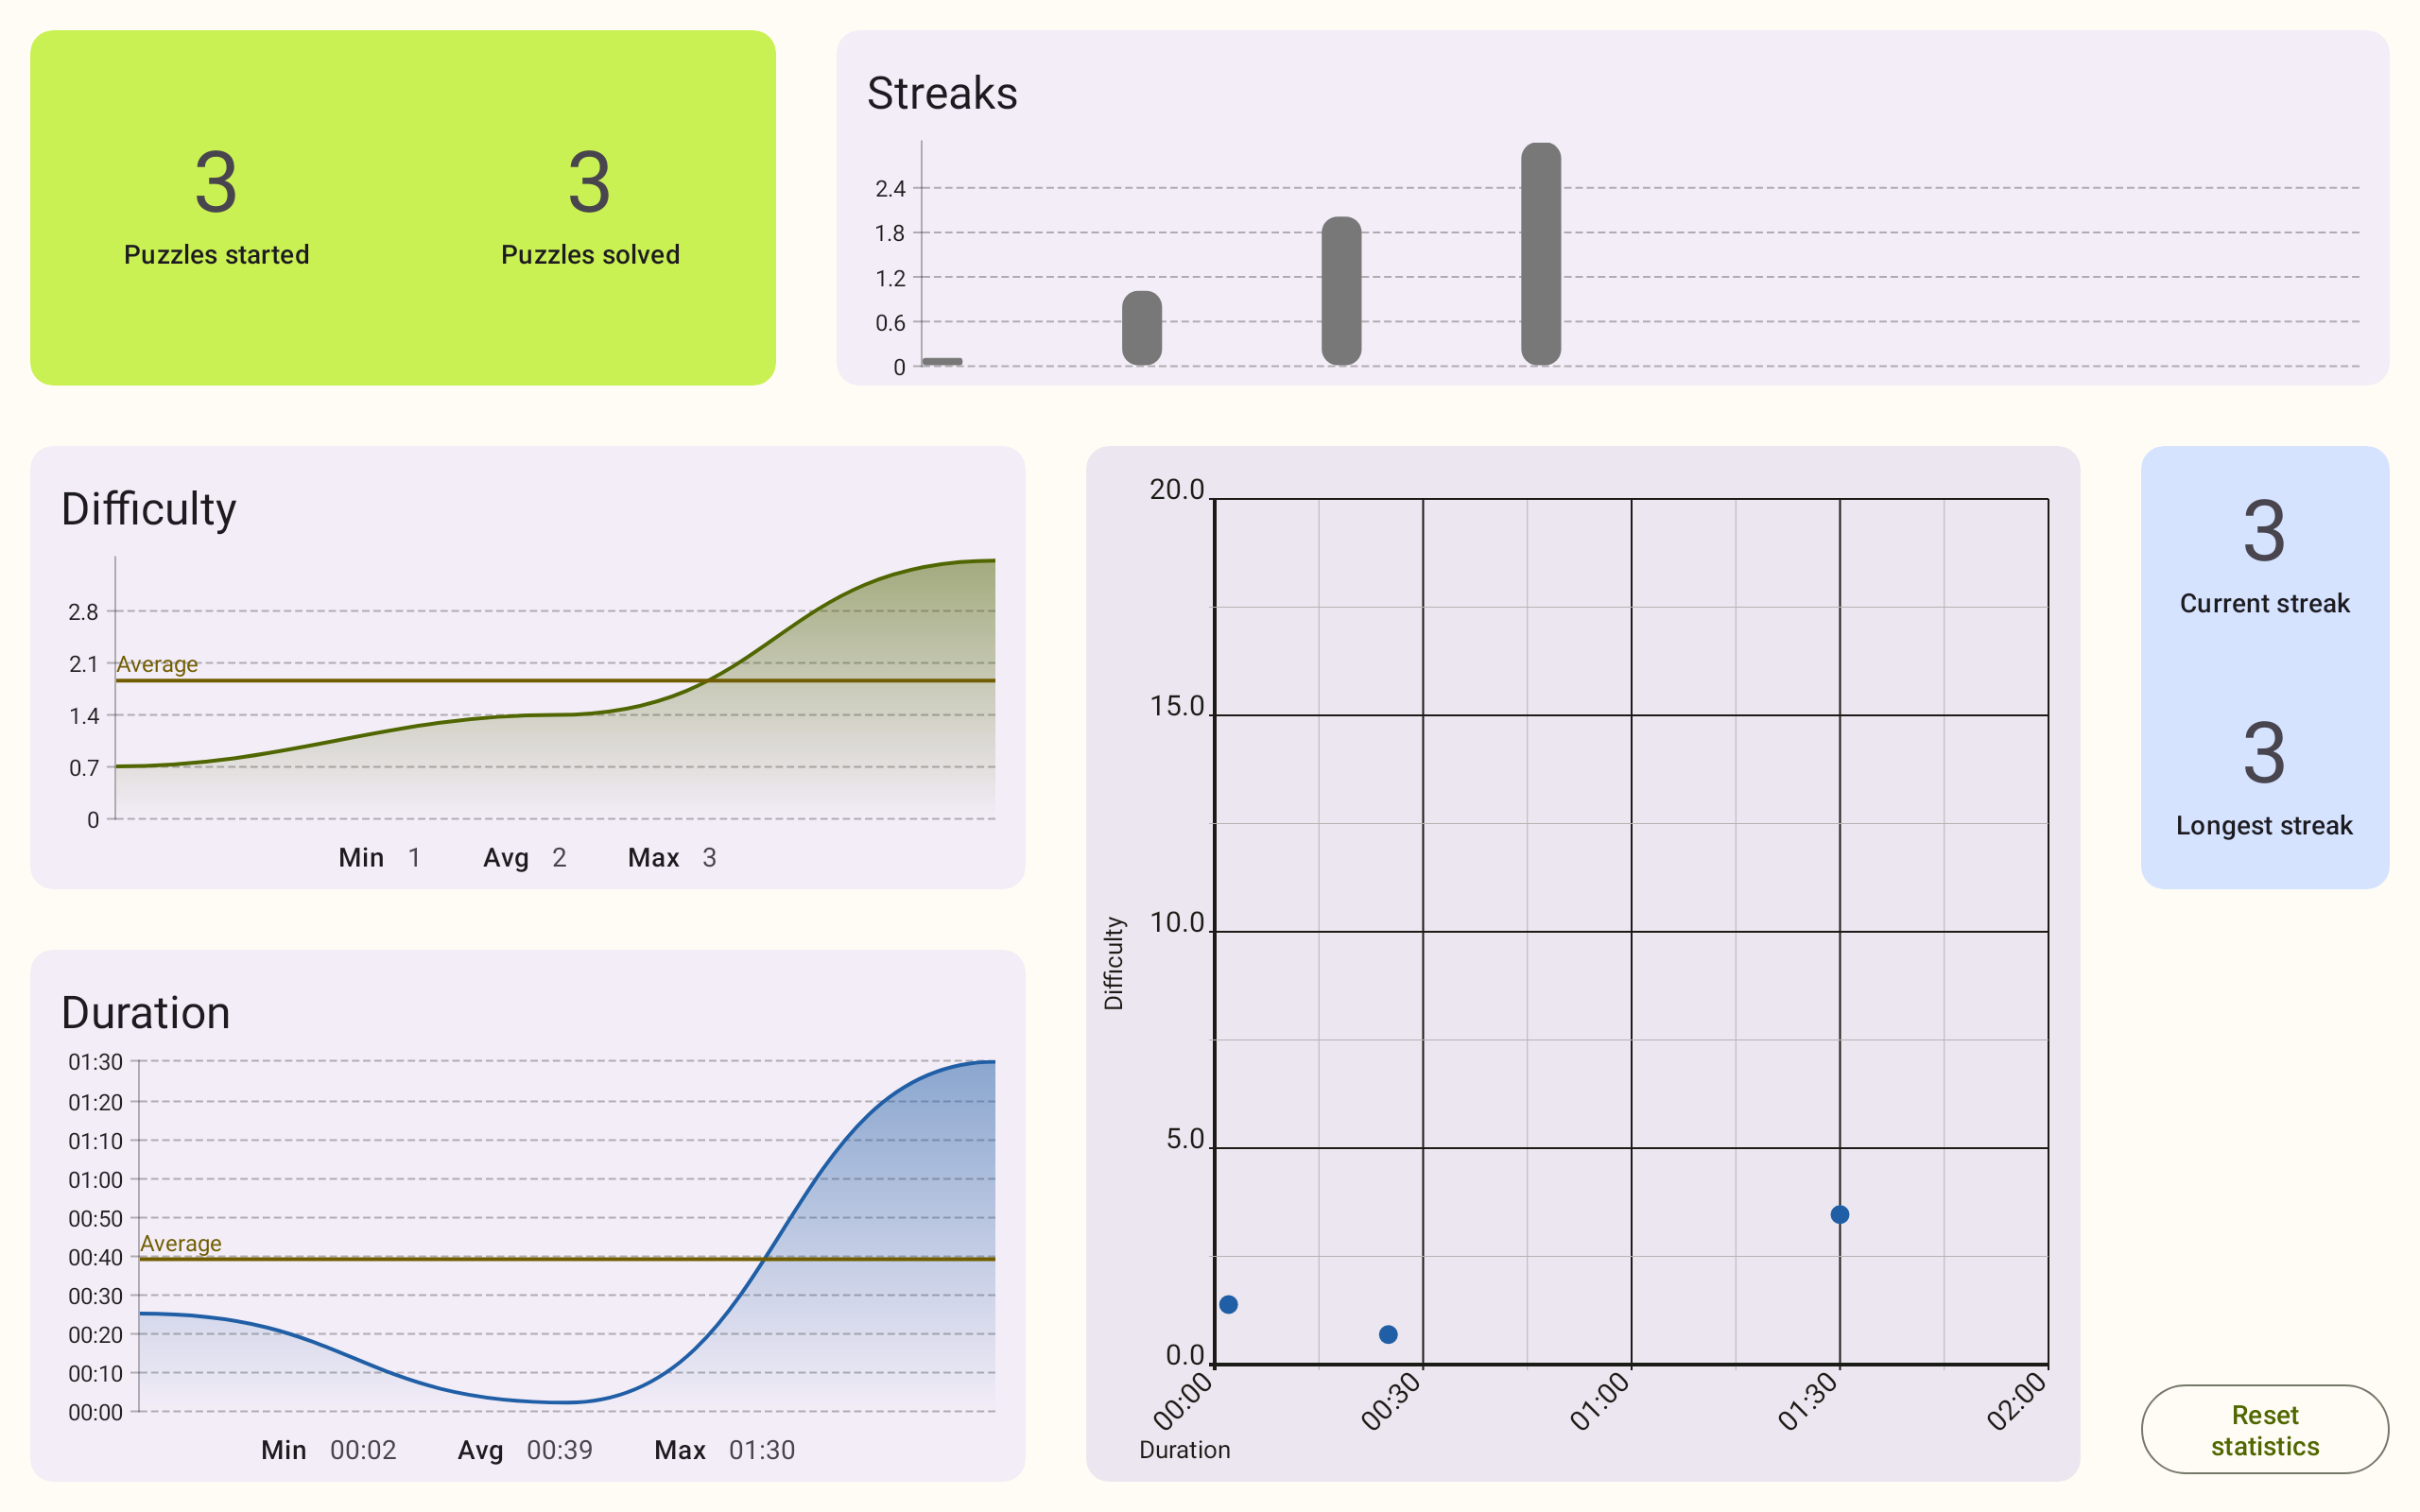 3
Puzzles started
3
Puzzles solved
Streaks
2.4
1.8
1.2
0.6
0
Difficulty
2.8
2.1
Average
1.4
0.7
0
Min 1 Avg 2 Max 3
Duration
01:30
01:20
01:10
01:00
00:50
Average
00:40
00:30
00:20
00:10
00:00
Min 00:02 Avg 00:39 Max 01:30
20.0
15.0
10.0
5.0
0.0
Difficulty
00:00 00:30 01:00 01:30 02:00
Duration
3
Current streak
3
Longest streak
Reset
statistics